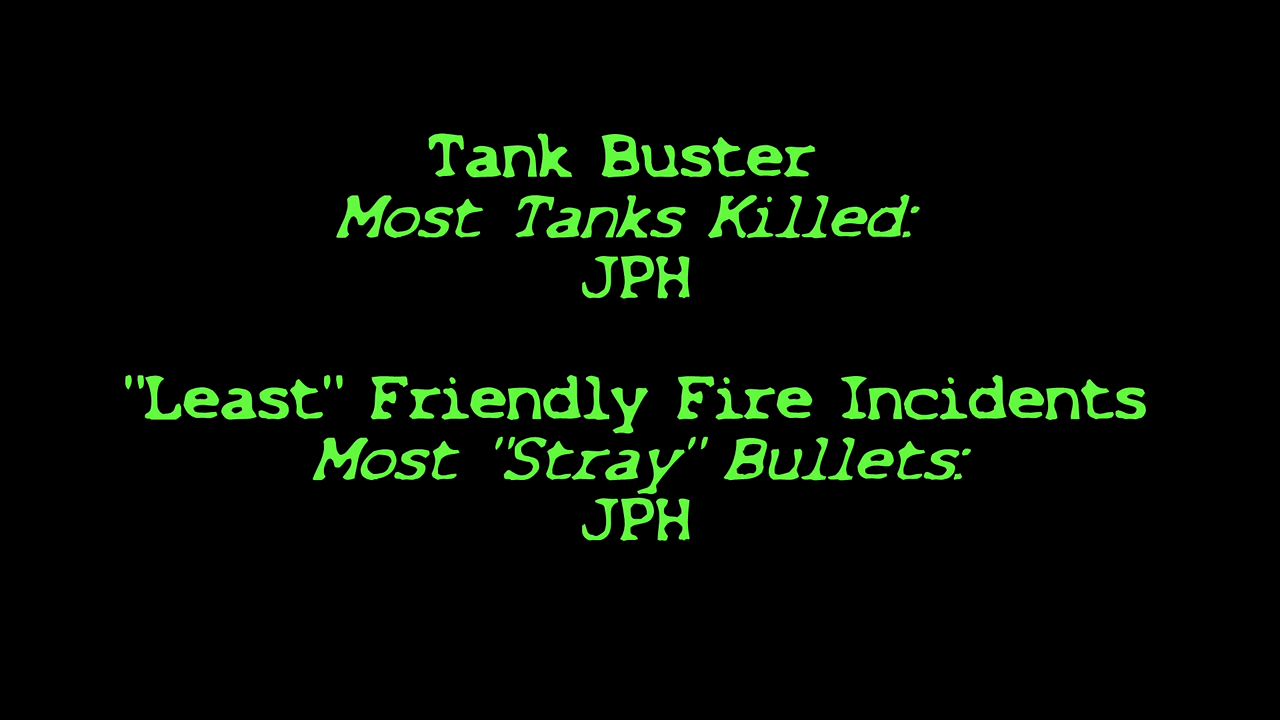 Tank Buster
Most Tanks Killed:
JPH
"Least" Friendly Fire Incidents
Most "Stray" Bullets:
JPH